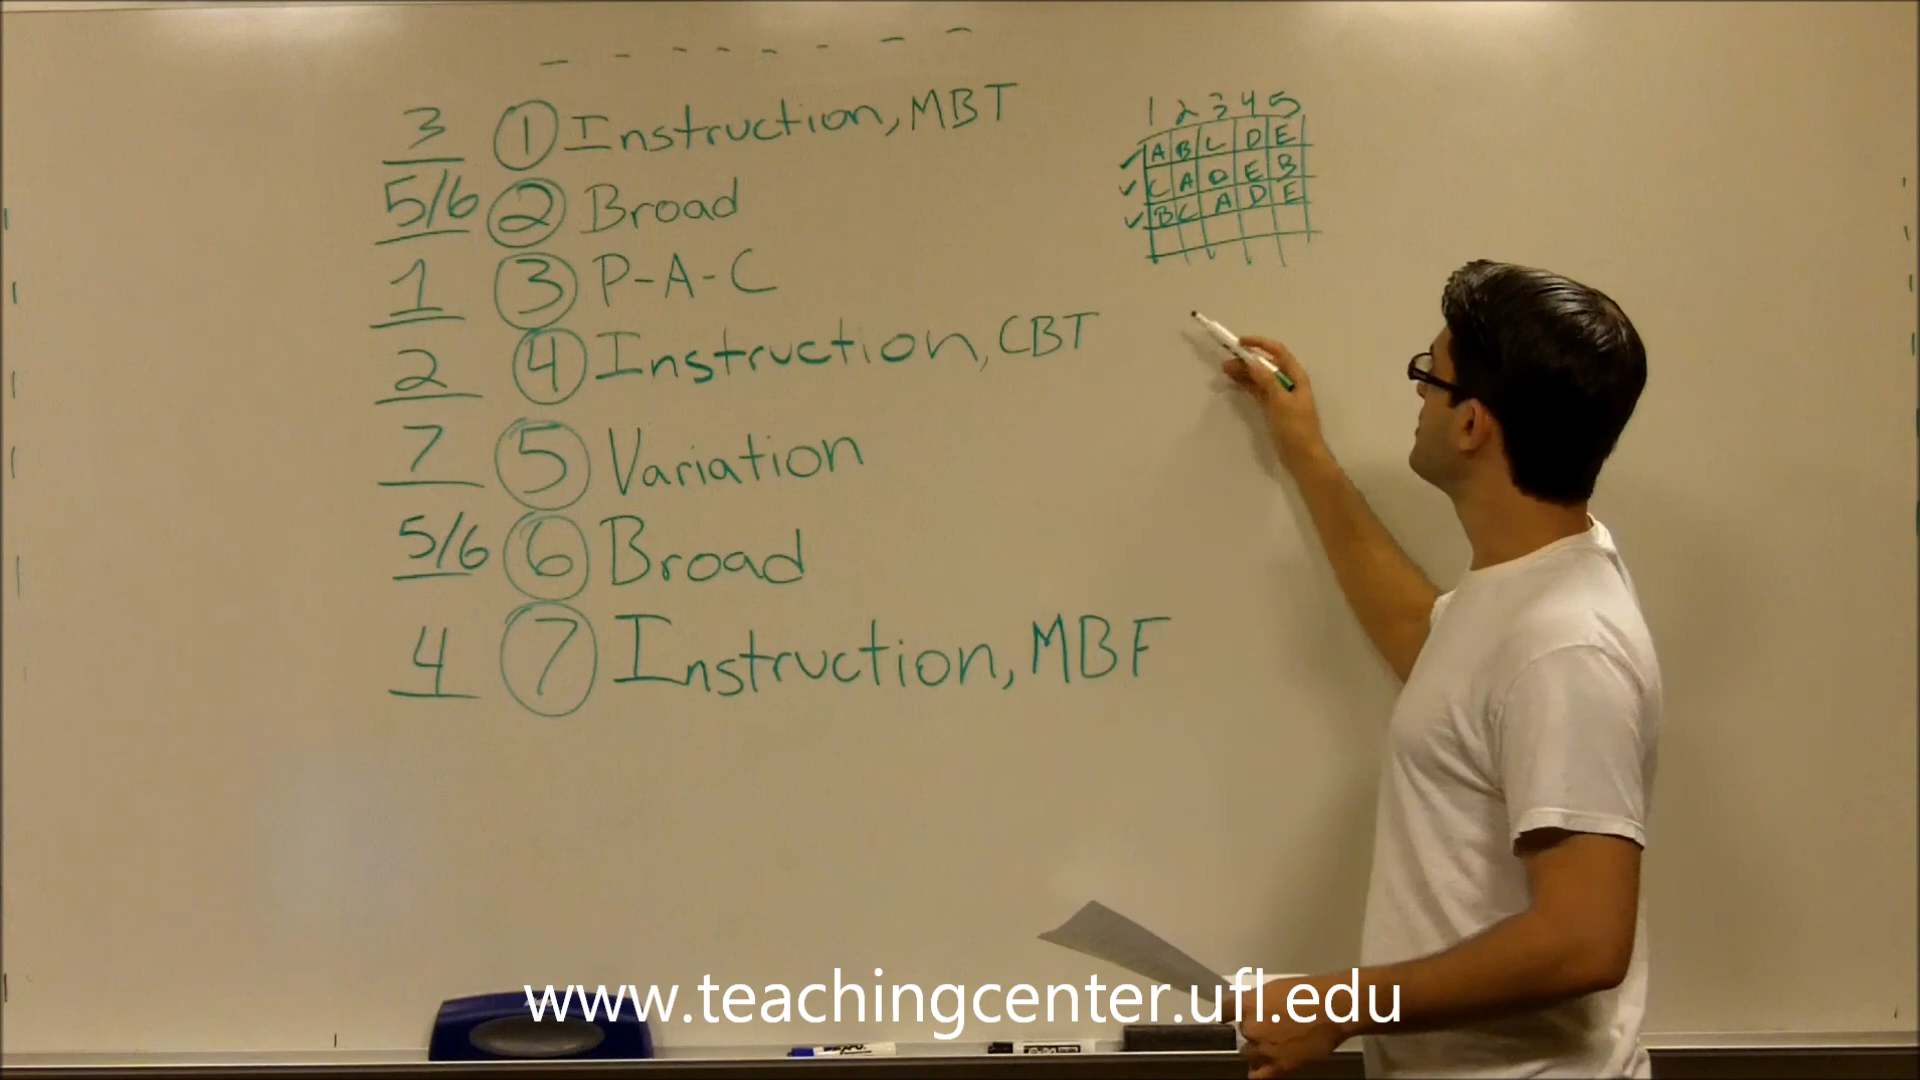 3 1 Instruction, MBT
5/6 2 Broad
1 3 P-A-C
2 4 Instruction, CBT
7 5 Variation
5/6 6 Broad
4 7 Instruction, MBF
1 2 3 4 5
A B C D E
C A D E B
B C A D E
www.teachingcenter.ufl.edu
EXPO